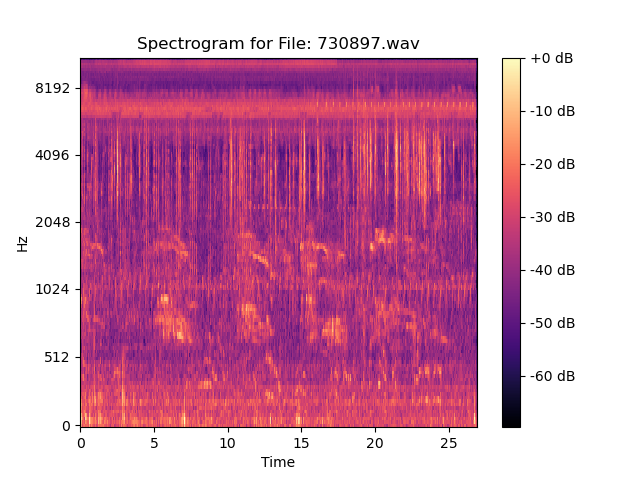 Spectrogram for File: 730897.wav
Hz
8192
4096
2048
1024
512
0
0 5 10 15 20 25
Time
+0 dB
-10 dB
-20 dB
-30 dB
-40 dB
-50 dB
-60 dB